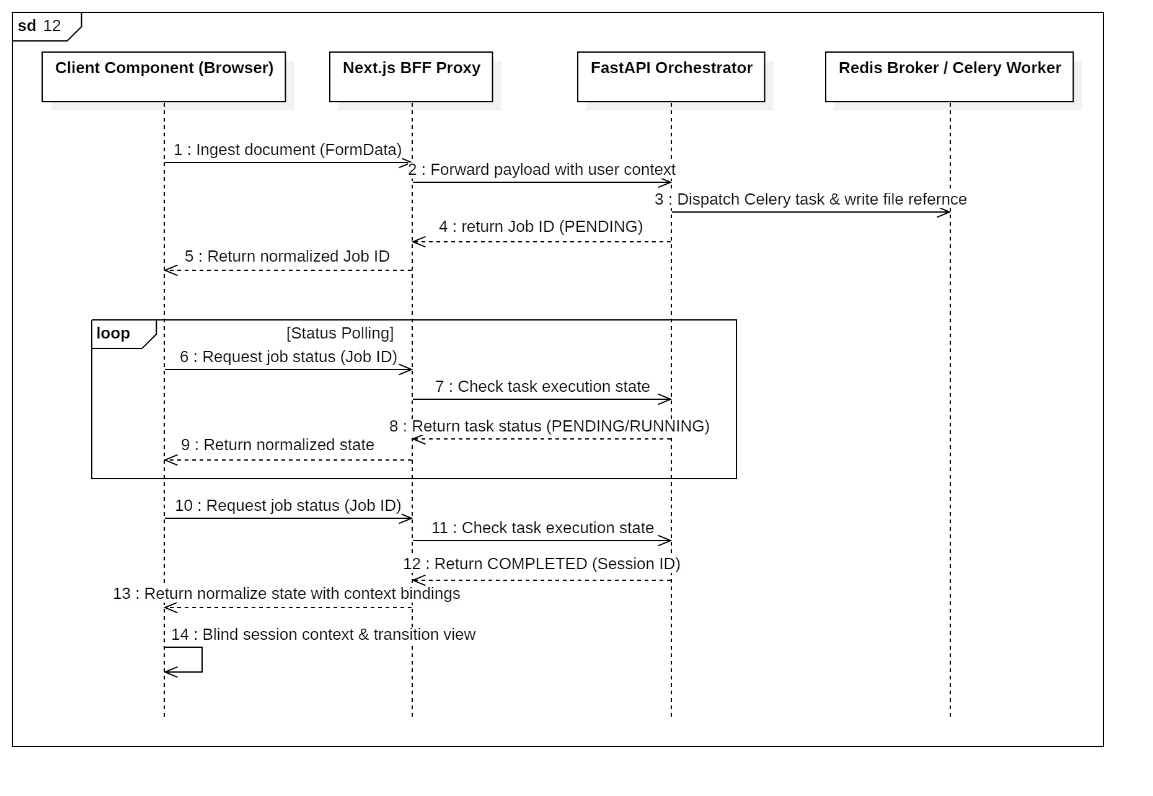 sd 12
Client Component (Browser)
Next.js BFF Proxy
FastAPI Orchestrator
Redis Broker / Celery Worker
1 : Ingest document (FormData)
2 : Forward payload with user context
3 : Dispatch Celery task & write file refernce
4 : return Job ID (PENDING)
5 : Return normalized Job ID
loop
[Status Polling]
6 : Request job status (Job ID)
7 : Check task execution state
8 : Return task status (PENDING/RUNNING)
9 : Return normalized state
10 : Request job status (Job ID)
11 : Check task execution state
12 : Return COMPLETED (Session ID)
13 : Return normalize state with context bindings
14 : Blind session context & transition view